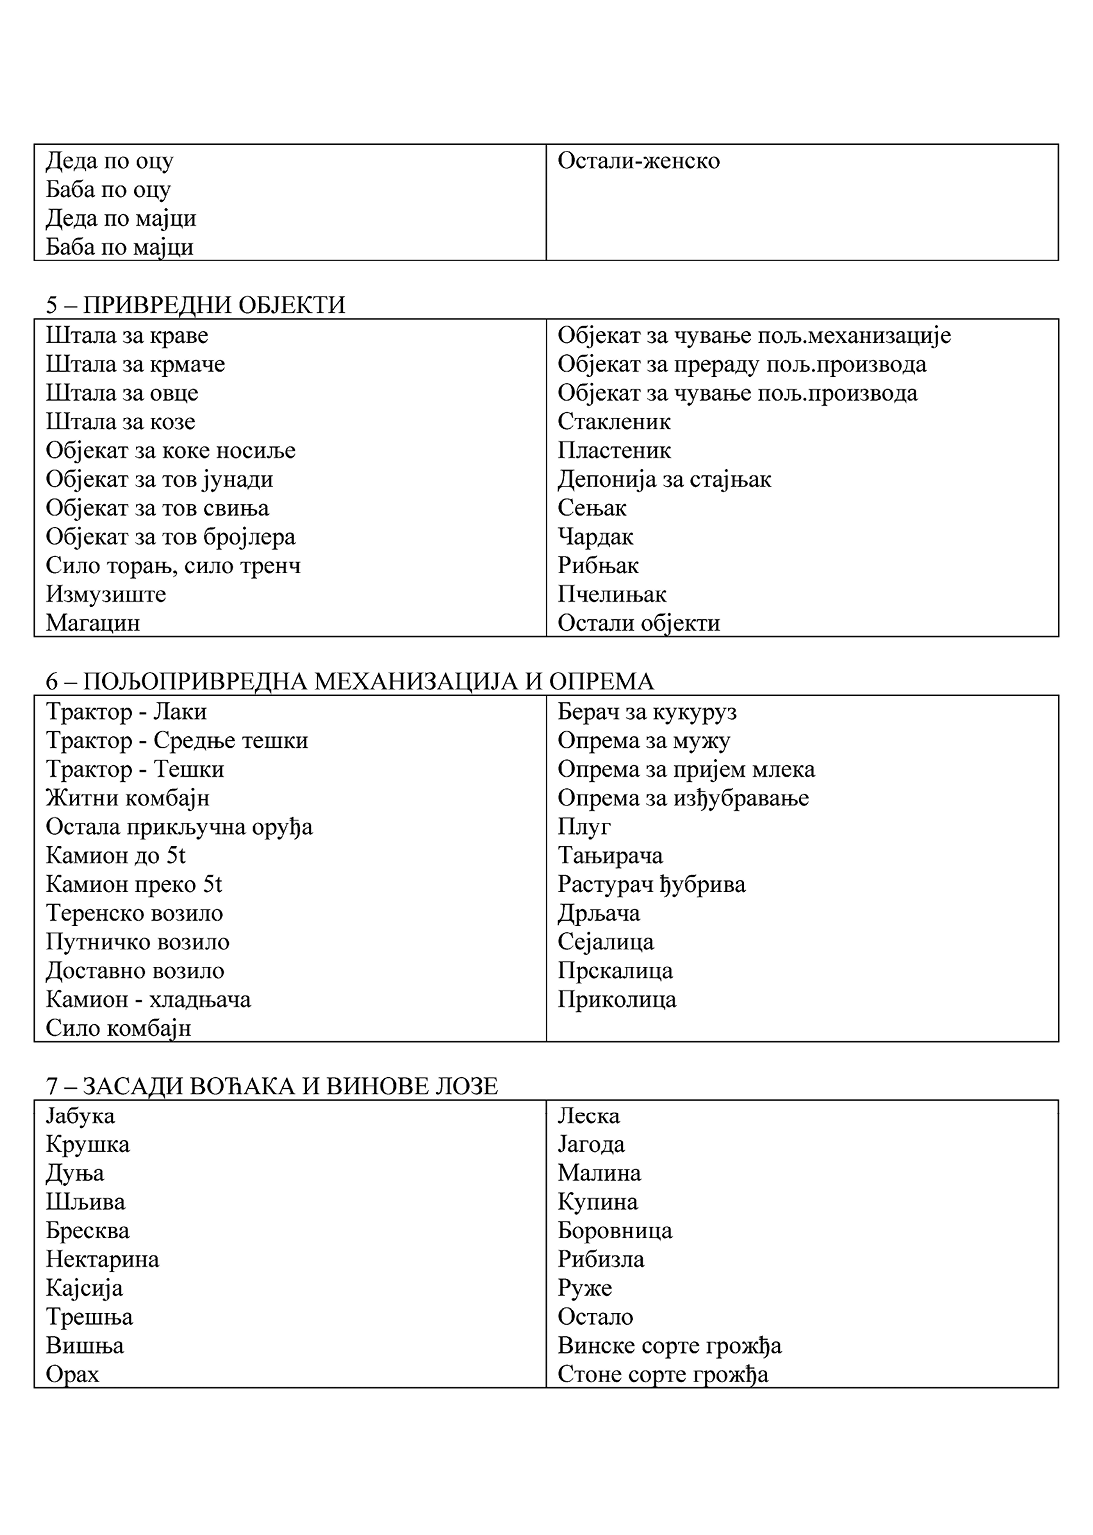 Деда по оцу
Баба по оцу
Деда по мајци
Баба по мајци
Остали-женско
5 – ПРИВРЕДНИ ОБЈЕКТИ
Штала за краве
Штала за крмаче
Штала за овце
Штала за козе
Објекат за коке носиље
Објекат за тов јунади
Објекат за тов свиња
Објекат за тов бројлера
Сило торањ, сило тренч
Измузиште
Магацин
Објекат за чување пољ.механизације
Објекат за прераду пољ.производа
Објекат за чување пољ.производа
Стакленик
Пластеник
Депонија за стајњак
Сењак
Чардак
Рибњак
Пчелињак
Остали објекти
6 – ПОЉОПРИВРЕДНА МЕХАНИЗАЦИЈА И ОПРЕМА
Трактор - Лаки
Трактор - Средње тешки
Трактор - Тешки
Житни комбајн
Остала прикључна оруђа
Камион до 5t
Камион преко 5t
Теренско возило
Путничко возило
Доставно возило
Камион - хладњача
Сило комбајн
Берач за кукуруз
Опрема за мужу
Опрема за пријем млека
Опрема за изђубравање
Плуг
Тањирача
Растурач ђубрива
Дрљача
Сејалица
Прскалица
Приколица
7 – ЗАСАДИ ВОЋАКА И ВИНОВЕ ЛОЗЕ
Јабука
Крушка
Дуња
Шљива
Бресква
Нектарина
Кајсија
Трешња
Вишња
Орах
Леска
Јагода
Малина
Купина
Боровница
Рибизла
Руже
Остало
Винске сорте грожђа
Стоне сорте грожђа